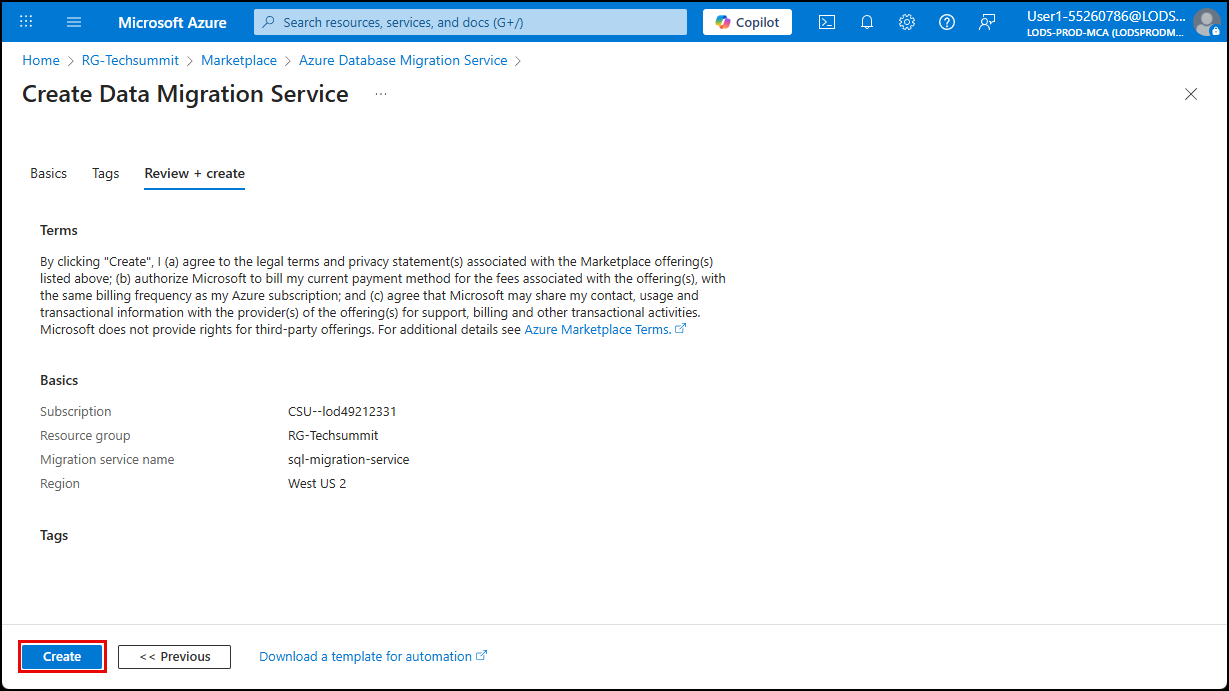 Microsoft Azure
Search resources, services, and docs (G+/)
Copilot
User1-55260786@LODS...
LODS-PROD-MCA (LODSPRODM...
Home > RG-Techsummit > Marketplace > Azure Database Migration Service >
Create Data Migration Service ...
Basics Tags Review + create
Terms
By clicking "Create", I (a) agree to the legal terms and privacy statement(s) associated with the Marketplace offering(s)
listed above; (b) authorize Microsoft to bill my current payment method for the fees associated with the offering(s), with
the same billing frequency as my Azure subscription; and (c) agree that Microsoft may share my contact, usage and
transactional information with the provider(s) of the offering(s) for support, billing and other transactional activities.
Microsoft does not provide rights for third-party offerings. For additional details see Azure Marketplace Terms.
Basics
Subscription CSU--lod49212331
Resource group RG-Techsummit
Migration service name sql-migration-service
Region West US 2
Tags
Create << Previous Download a template for automation